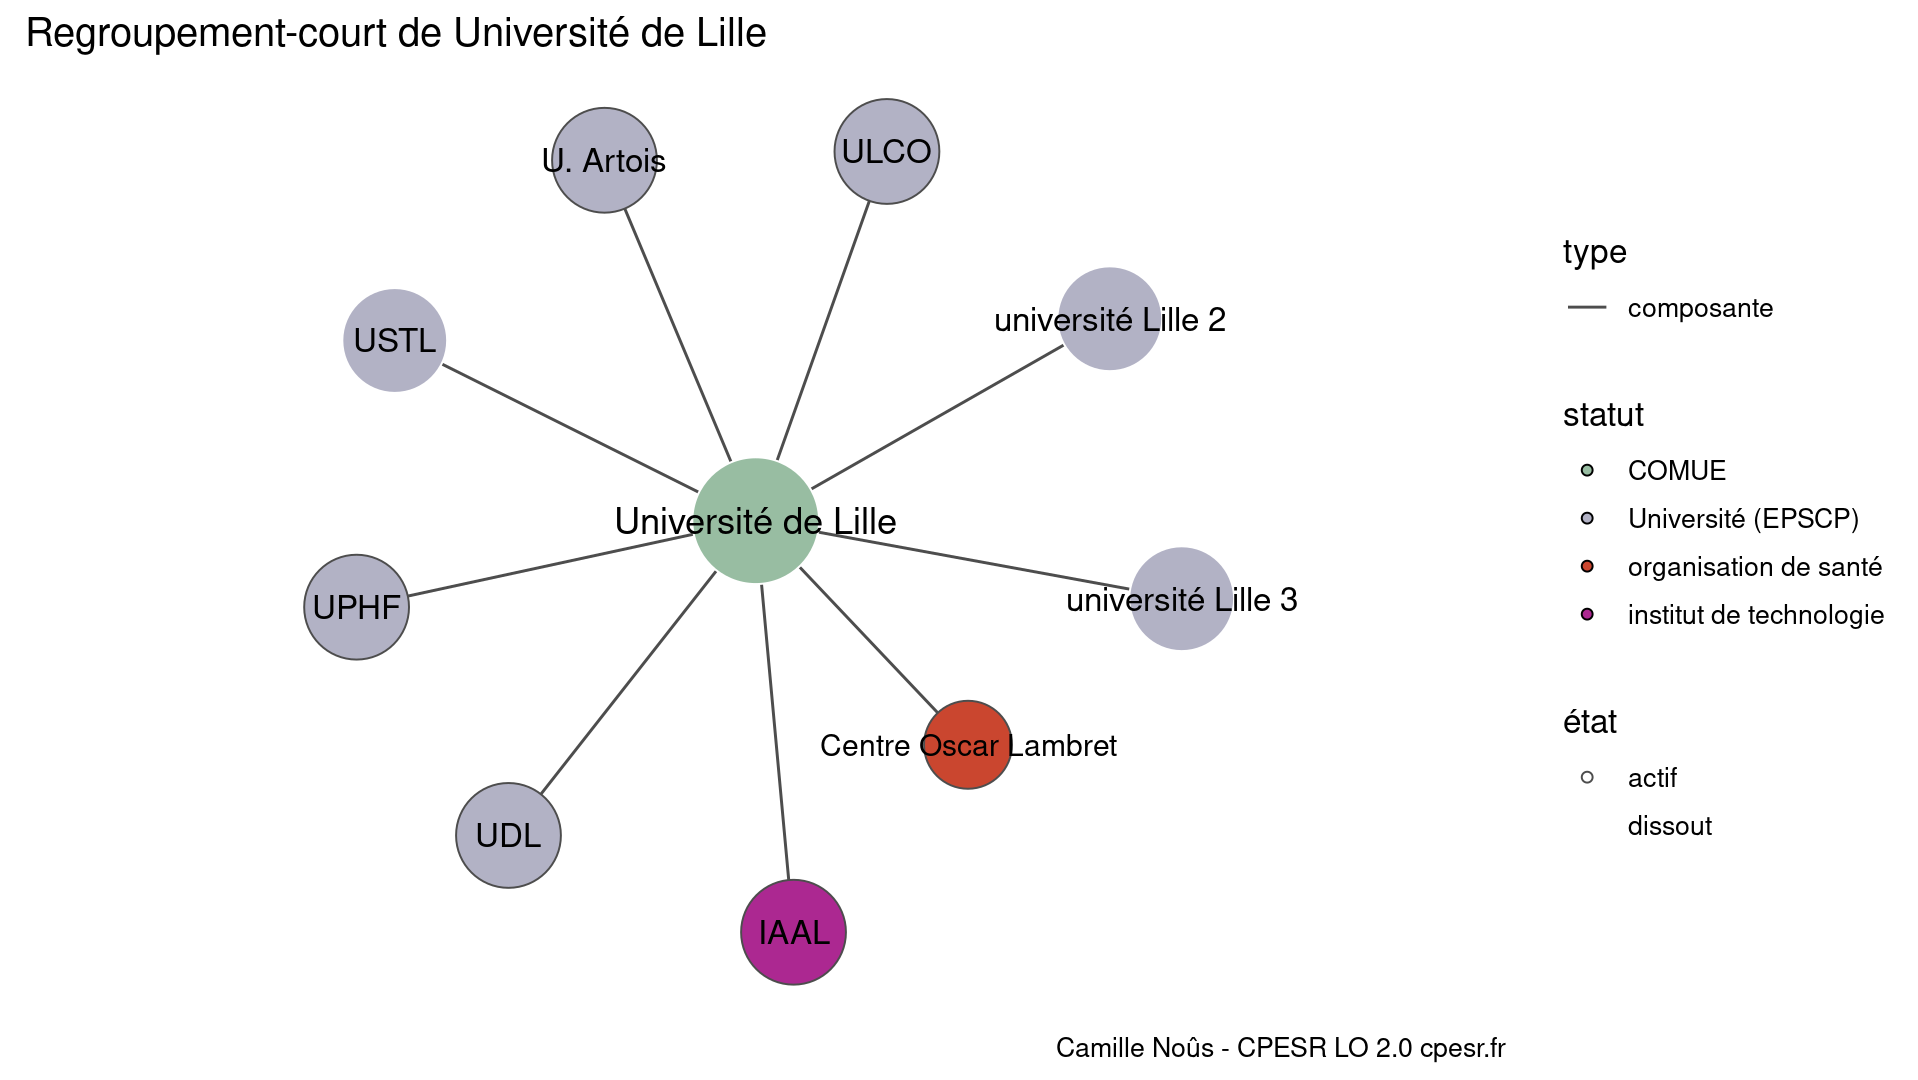 Regroupement-court de Université de Lille
U. Artois
ULCO
université Lille 2
USTL
Université de Lille
UPHF
université Lille 3
Centre Oscar Lambret
UDL
IAAL
type
composante
statut
COMUE
Université (EPSCP)
organisation de santé
institut de technologie
état
actif
dissout
Camille Noûs - CPESR LO 2.0 cpesr.fr